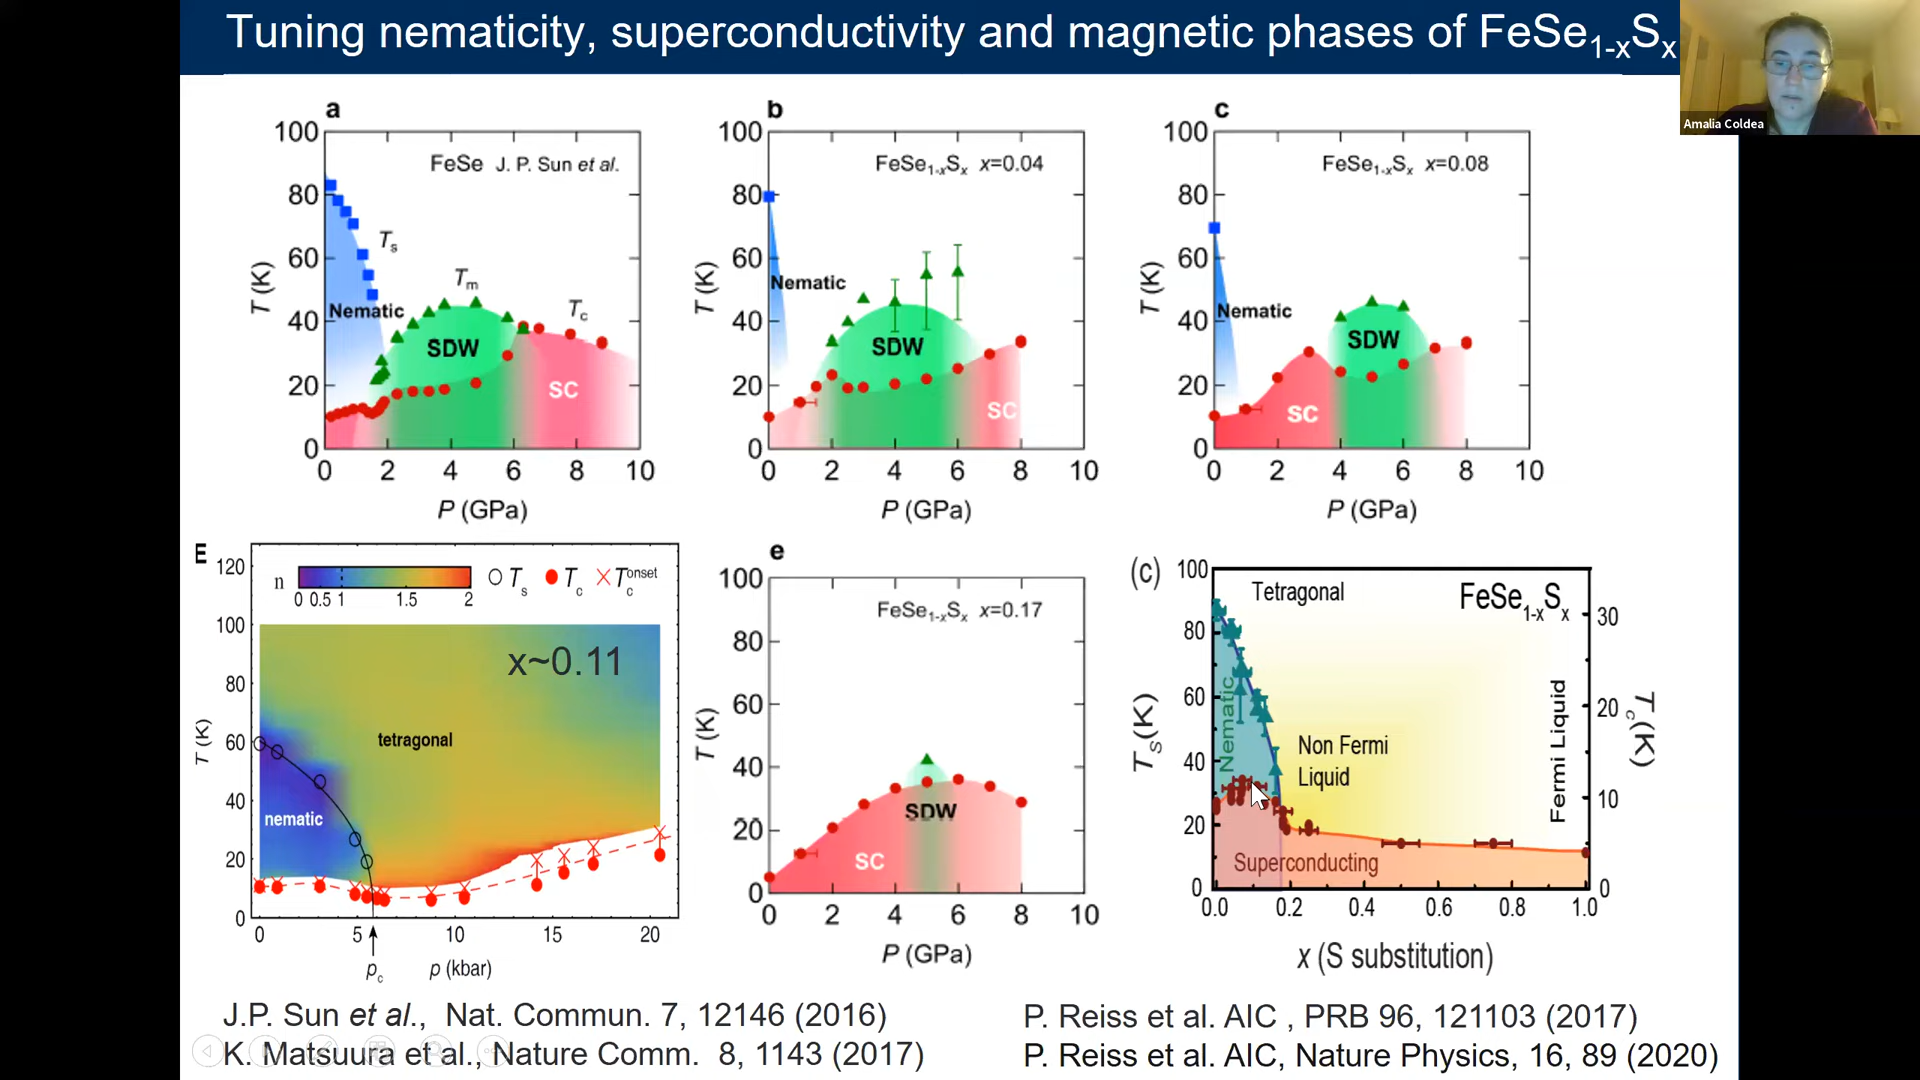 Tuning nematicity, superconductivity and magnetic phases of FeSe1-xSx
Amalia Coldea
a
100
80
60
40
20
0
T (K)
FeSe J. P. Sun et al.
Ts
Tm
Tc
Nematic
SDW
SC
0 2 4 6 8 10
P (GPa)
b
100
80
60
40
20
0
T (K)
FeSe1-xSx x=0.04
Nematic
SDW
SC
0 2 4 6 8 10
P (GPa)
c
100
80
60
40
20
0
T (K)
FeSe1-xSx x=0.08
Nematic
SDW
SC
0 2 4 6 8 10
P (GPa)
E
120
100
80
60
40
20
0
T (K)
n
0 0.5 1 1.5 2
Ts Tc Tc onset
x~0.11
tetragonal
nematic
0 5 10 15 20
pc p (kbar)
e
100
80
60
40
20
0
T (K)
FeSe1-xSx x=0.17
SDW
SC
0 2 4 6 8 10
P (GPa)
(c)
100
80
60
40
20
0
Ts(K)
Tetragonal
FeSe1-xSx
Nematic
Non Fermi
Liquid
Fermi Liquid
Superconducting
30
20
10
0
Tc(K)
0.0 0.2 0.4 0.6 0.8 1.0
x (S substitution)
J.P. Sun et al., Nat. Commun. 7, 12146 (2016)
K. Matsuura et al., Nature Comm. 8, 1143 (2017)
P. Reiss et al. AIC , PRB 96, 121103 (2017)
P. Reiss et al. AIC, Nature Physics, 16, 89 (2020)